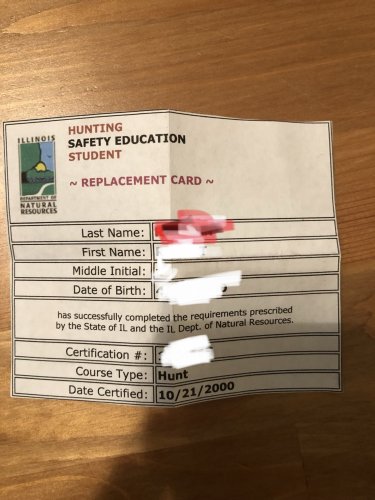 ILLINOIS
DEPARTMENT OF
NATURAL
RESOURCES
HUNTING
SAFETY EDUCATION
STUDENT
~ REPLACEMENT CARD ~
Last Name:
First Name:
Middle Initial:
Date of Birth:
has successfully completed the requirements prescribed
by the State of IL and the IL Dept. of Natural Resources.
Certification #:
Course Type: Hunt
Date Certified: 10/21/2000